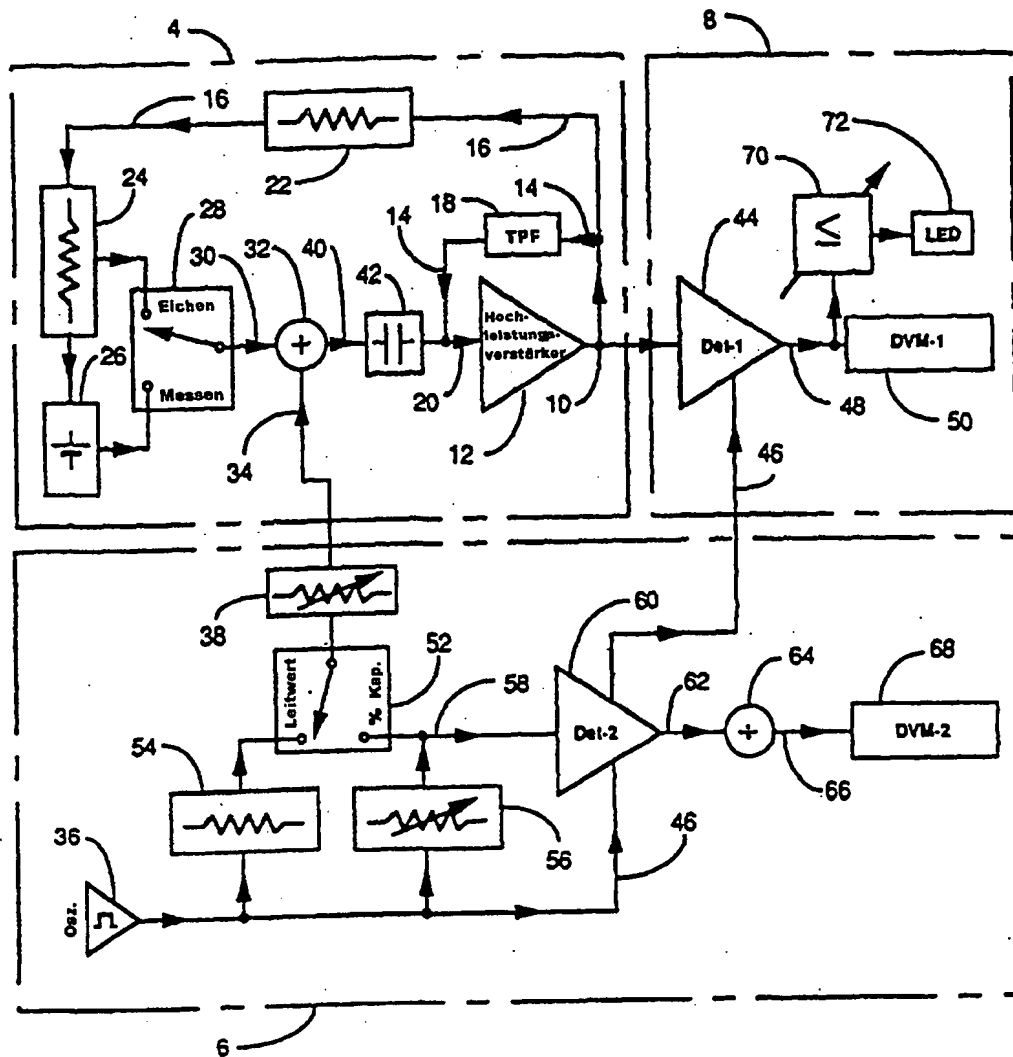 4
8
16
16
72
24
22
70
14
18
14
28
44
30
32
40
42
TPF
≤
LED
Eichen
Hoch-
leistungs-
verstärker
Det-1
DVM-1
26
Messen
20
10
48
50
34
12
46
60
38
52
Leitwert
% Kap.
58
62
64
68
Det-2
÷
DVM-2
54
66
36
56
46
Osz.
6